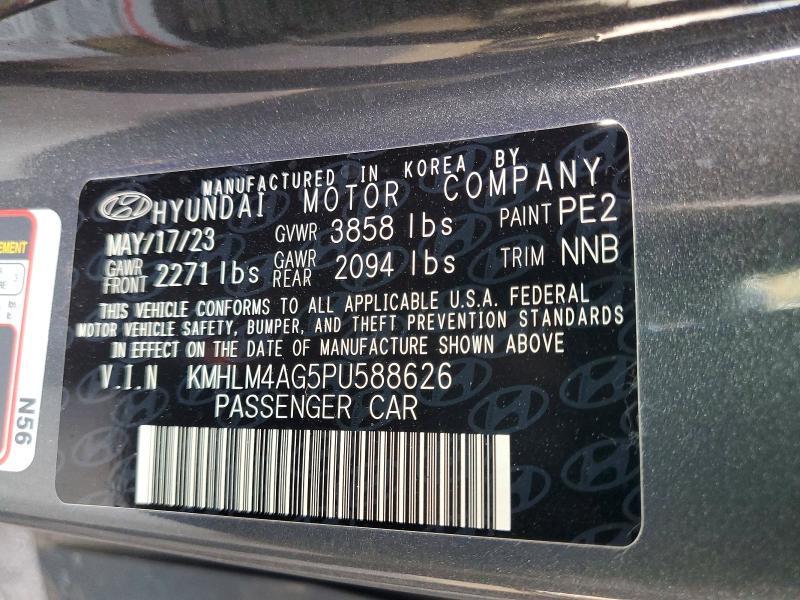 MANUFACTURED IN KOREA BY
HYUNDAI MOTOR COMPANY
MAY/17/23 GVWR 3858 lbs PAINT PE2
GAWR FRONT 2271 lbs GAWR REAR 2094 lbs TRIM NNB
THIS VEHICLE CONFORMS TO ALL APPLICABLE U.S.A. FEDERAL
MOTOR VEHICLE SAFETY, BUMPER, AND THEFT PREVENTION STANDARDS
IN EFFECT ON THE DATE OF MANUFACTURE SHOWN ABOVE
V.I.N KMHLM4AG5PU588626
PASSENGER CAR
N56